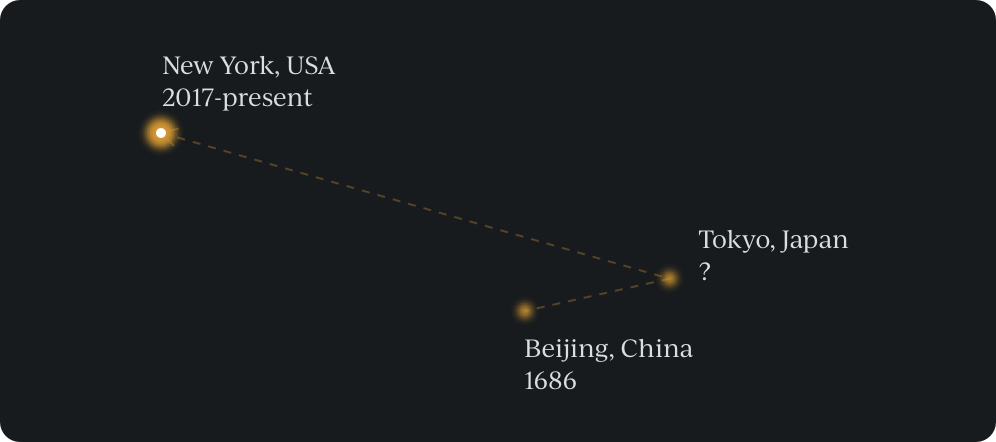 New York, USA
2017-present
Tokyo, Japan
?
Beijing, China
1686